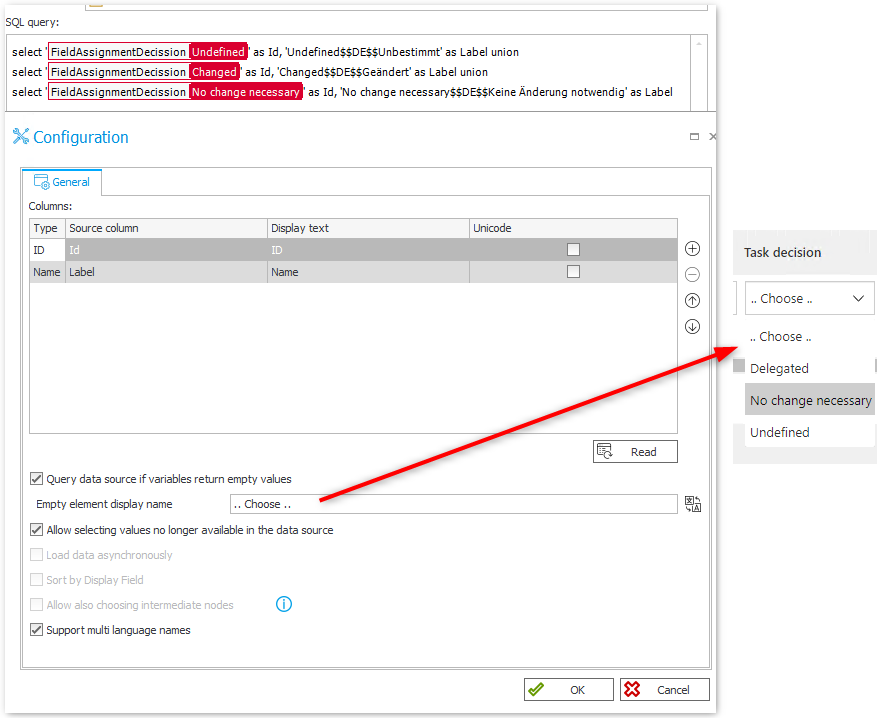 SQL query:
select 'FieldAssignmentDecission Undefined' as Id, 'Undefined$$DE$$Unbestimmt' as Label union
select 'FieldAssignmentDecission Changed' as Id, 'Changed$$DE$$Geändert' as Label union
select 'FieldAssignmentDecission No change necessary' as Id, 'No change necessary$$DE$$Keine Änderung notwendig' as Label
Configuration
General
Columns:
Type Source column Display text Unicode
ID Id ID
Name Label Name
Read
Query data source if variables return empty values
Empty element display name .. Choose ..
Allow selecting values no longer available in the data source
Load data asynchronously
Sort by Display Field
Allow also choosing intermediate nodes
Support multi language names
OK Cancel
Task decision
.. Choose ..
.. Choose ..
Delegated
No change necessary
Undefined